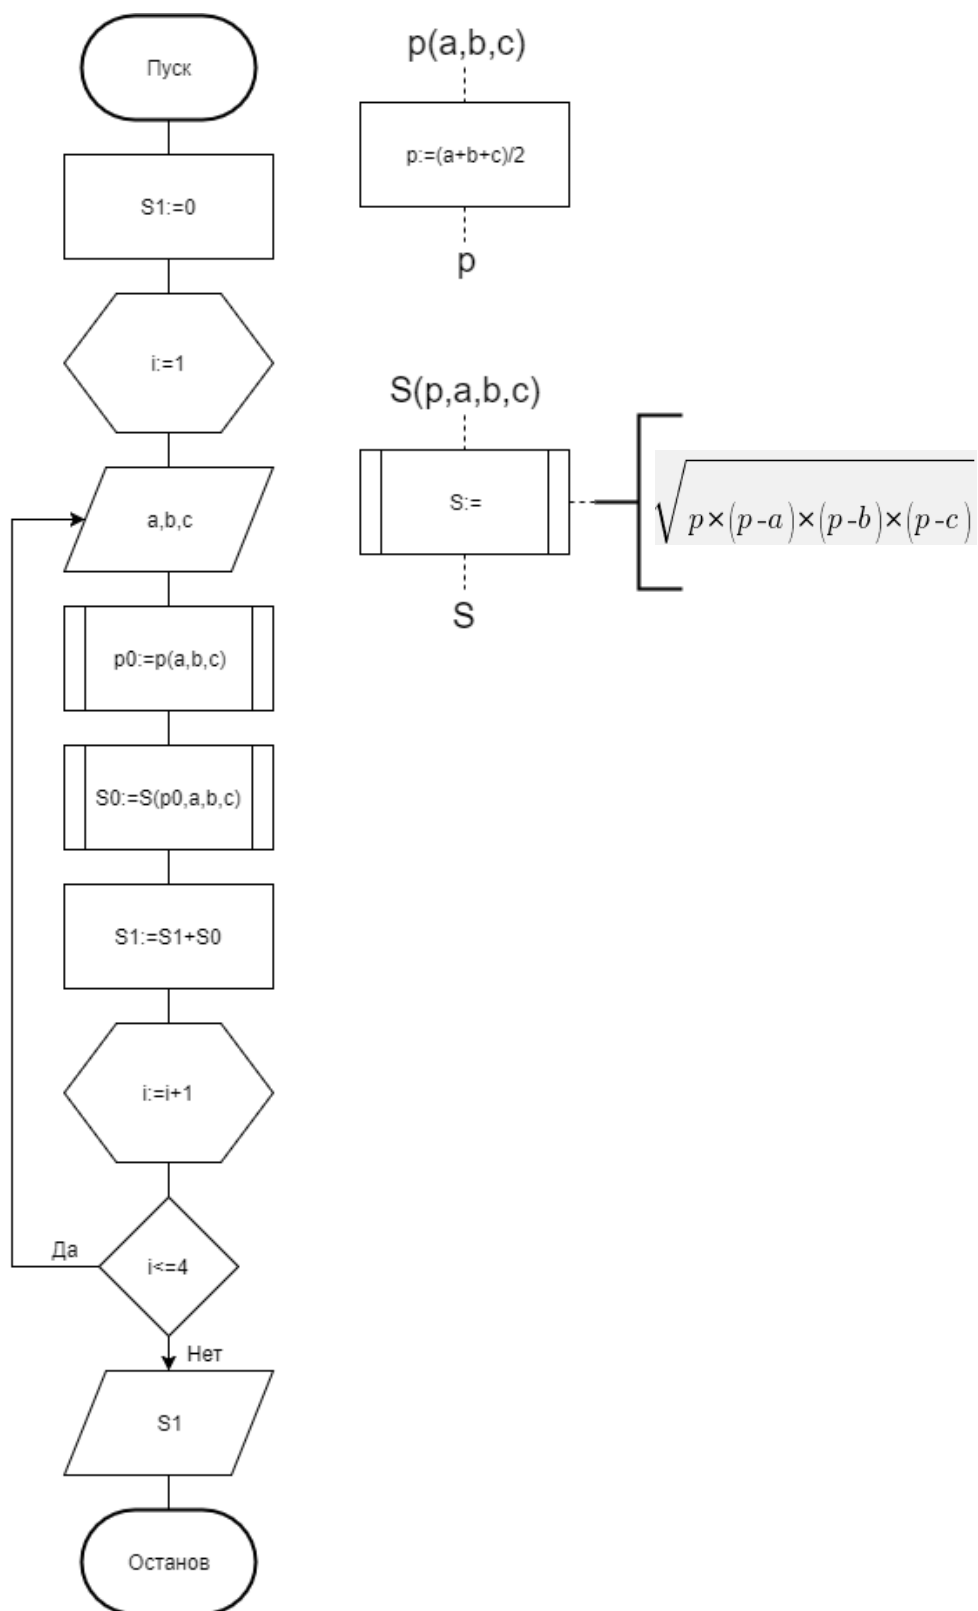 Пуск
S1:=0
i:=1
a,b,c
p0:=p(a,b,c)
S0:=S(p0,a,b,c)
S1:=S1+S0
i:=i+1
i<=4
Да
Нет
S1
Останов
p(a,b,c)
p:=(a+b+c)/2
p
S(p,a,b,c)
S:=
√p×(p-a)×(p-b)×(p-c)
S